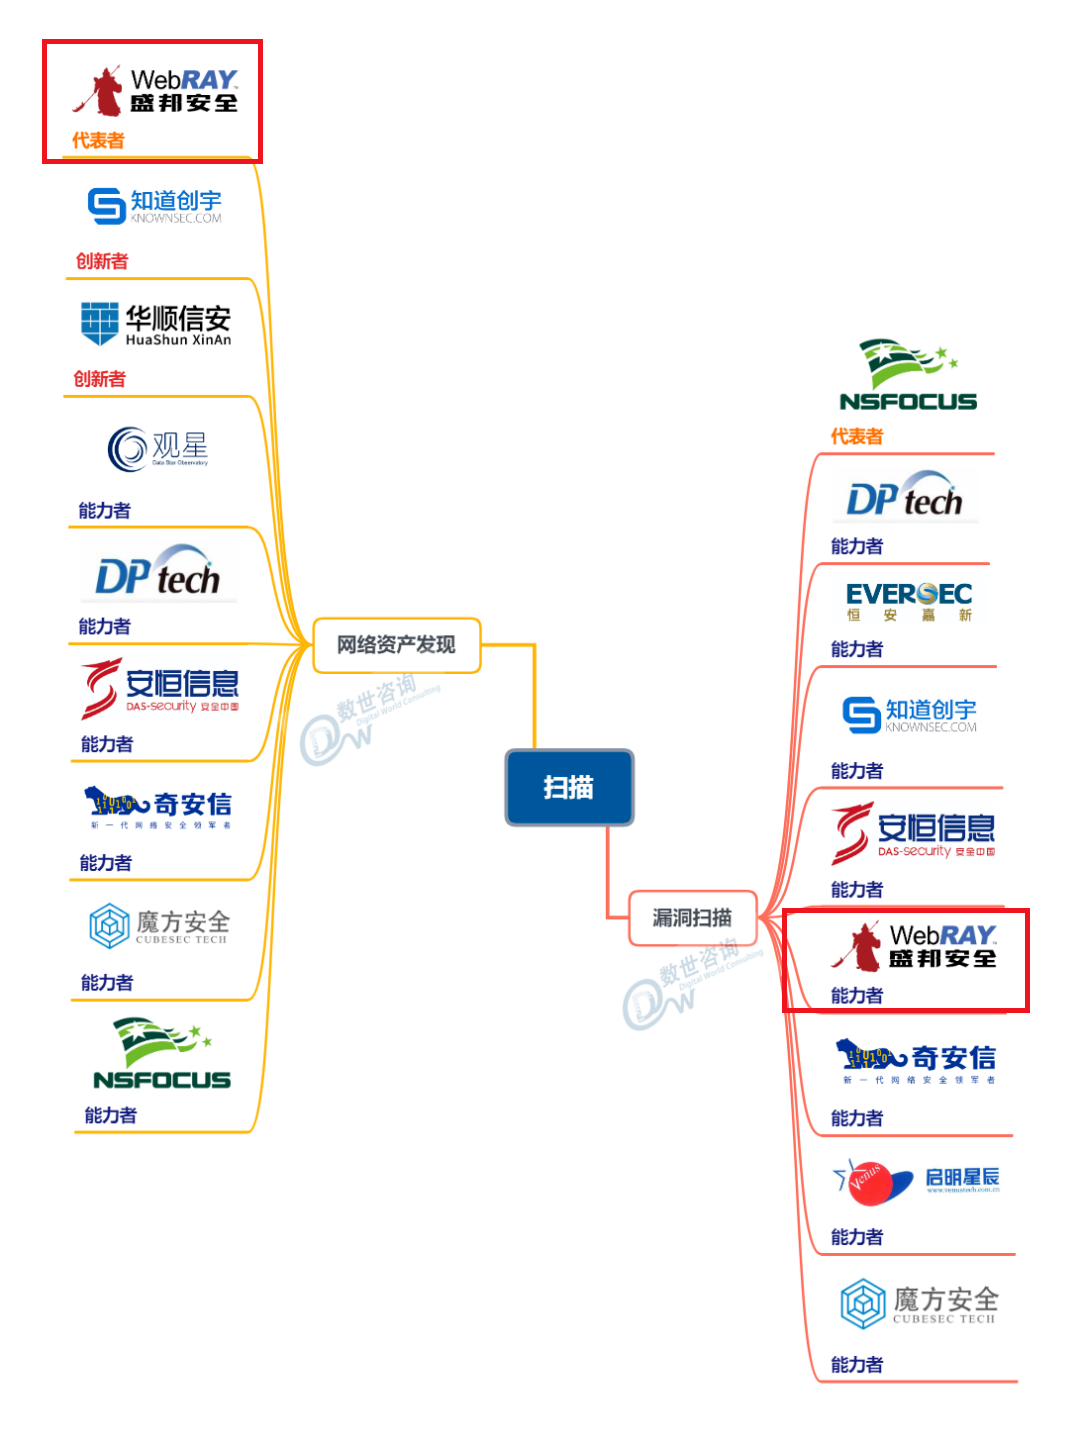 WebRAY
盛邦安全
代表者
知道创宇
KNOWNSEC.COM
创新者
华顺信安
HuaShun XinAn
创新者
观星
Data Star Observatory
能力者
DPtech
能力者
安恒信息
DAS-security 安全中国
能力者
奇安信
新一代网络安全领军者
能力者
魔方安全
CUBESEC TECH
能力者
NSFOCUS
能力者
网络资产发现
数世咨询
Digital World Consulting
扫描
漏洞扫描
数世咨询
Digital World Consulting
NSFOCUS
代表者
DPtech
能力者
EVERSEC
恒安嘉新
能力者
知道创宇
KNOWNSEC.COM
能力者
安恒信息
DAS-security 安全中国
能力者
WebRAY
盛邦安全
能力者
奇安信
新一代网络安全领军者
能力者
Venus
启明星辰
www.venustech.com.cn
能力者
魔方安全
CUBESEC TECH
能力者